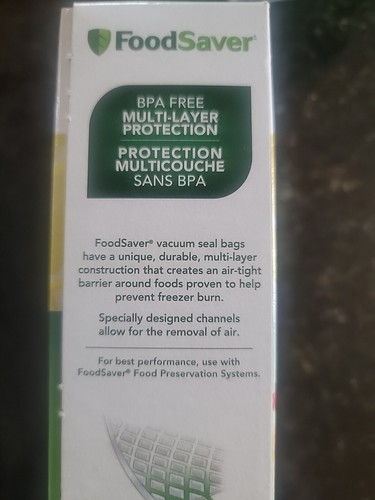 FoodSaver®
BPA FREE
MULTI-LAYER
PROTECTION
PROTECTION
MULTICOUCHE
SANS BPA
FoodSaver® vacuum seal bags
have a unique, durable, multi-layer
construction that creates an air-tight
barrier around foods proven to help
prevent freezer burn.
Specially designed channels
allow for the removal of air.
For best performance, use with
FoodSaver® Food Preservation Systems.